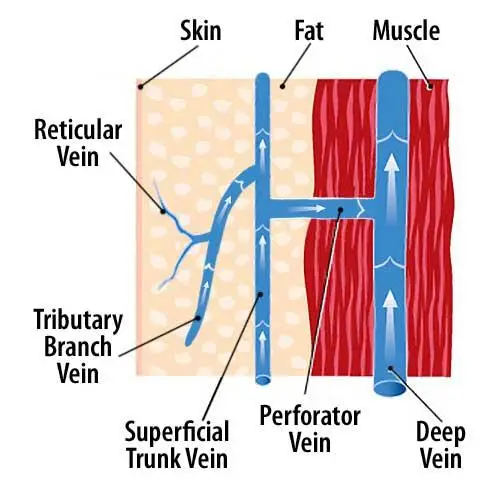 Skin
Fat
Muscle
Reticular
Vein
Tributary
Branch
Vein
Superficial
Trunk Vein
Perforator
Vein
Deep
Vein